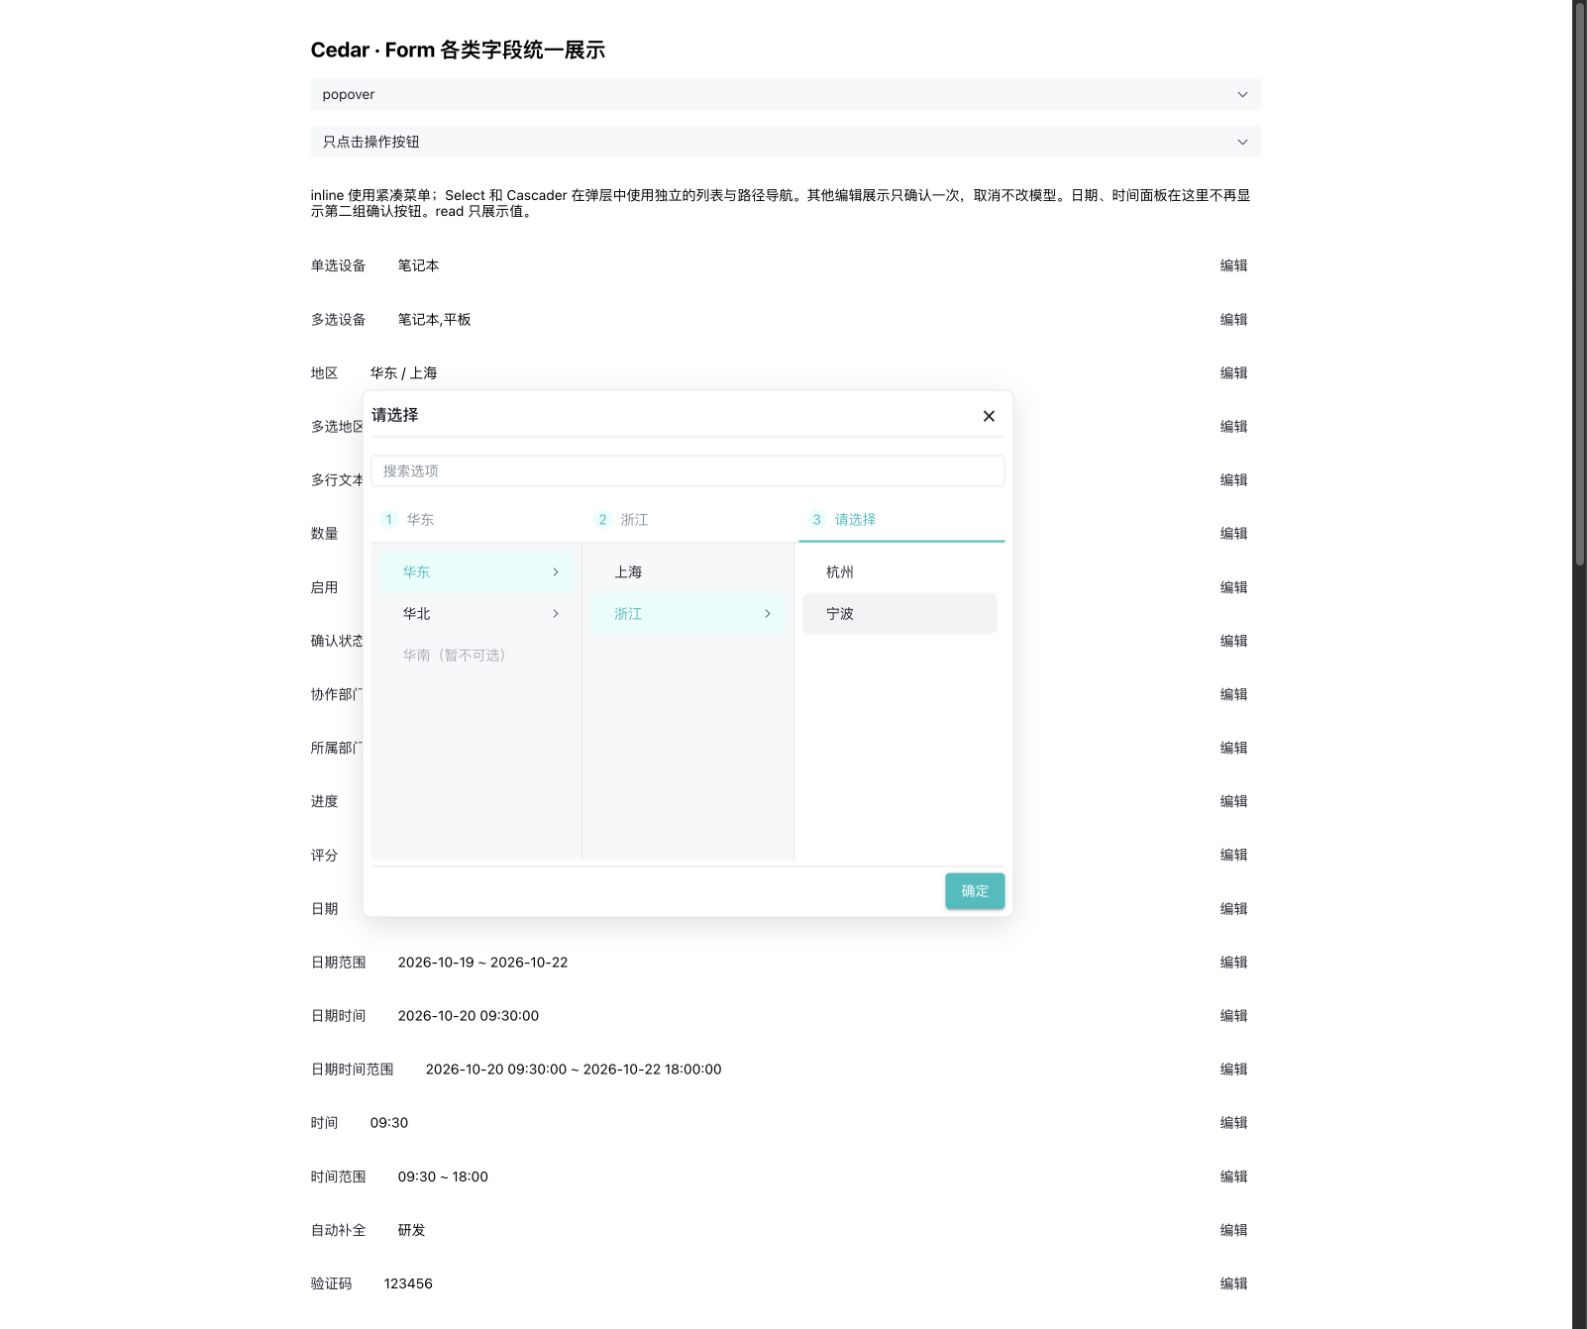 Cedar · Form 各类字段统一展示
popover
只点击操作按钮
inline 使用紧凑菜单；Select 和 Cascader 在弹层中使用独立的列表与路径导航。其他编辑展示只确认一次，取消不改模型。日期、时间面板在这里不再显
示第二组确认按钮。read 只展示值。
单选设备 笔记本 编辑
多选设备 笔记本,平板 编辑
地区 华东 / 上海 编辑
请选择
多选地区 编辑
搜索选项
多行文本 编辑
1 华东 2 浙江 3 请选择
数量 编辑
华东 上海 杭州
启用 编辑
华北 浙江 宁波
确认状态 编辑
华南（暂不可选）
协作部门 编辑
所属部门 编辑
进度 编辑
评分 编辑
确定
日期 编辑
日期范围 2026-10-19 ~ 2026-10-22 编辑
日期时间 2026-10-20 09:30:00 编辑
日期时间范围 2026-10-20 09:30:00 ~ 2026-10-22 18:00:00 编辑
时间 09:30 编辑
时间范围 09:30 ~ 18:00 编辑
自动补全 研发 编辑
验证码 123456 编辑